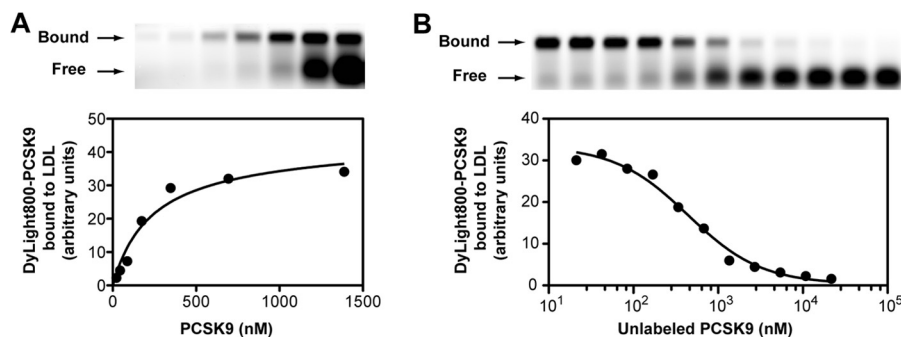 A
Bound
Free
DyLight800-PCSK9
bound to LDL
(arbitrary units)
50
40
30
20
10
0
0 500 1000 1500
PCSK9 (nM)
B
Bound
Free
DyLight800-PCSK9
bound to LDL
(arbitrary units)
40
30
20
10
0
10¹ 10² 10³ 10⁴ 10⁵
Unlabeled PCSK9 (nM)